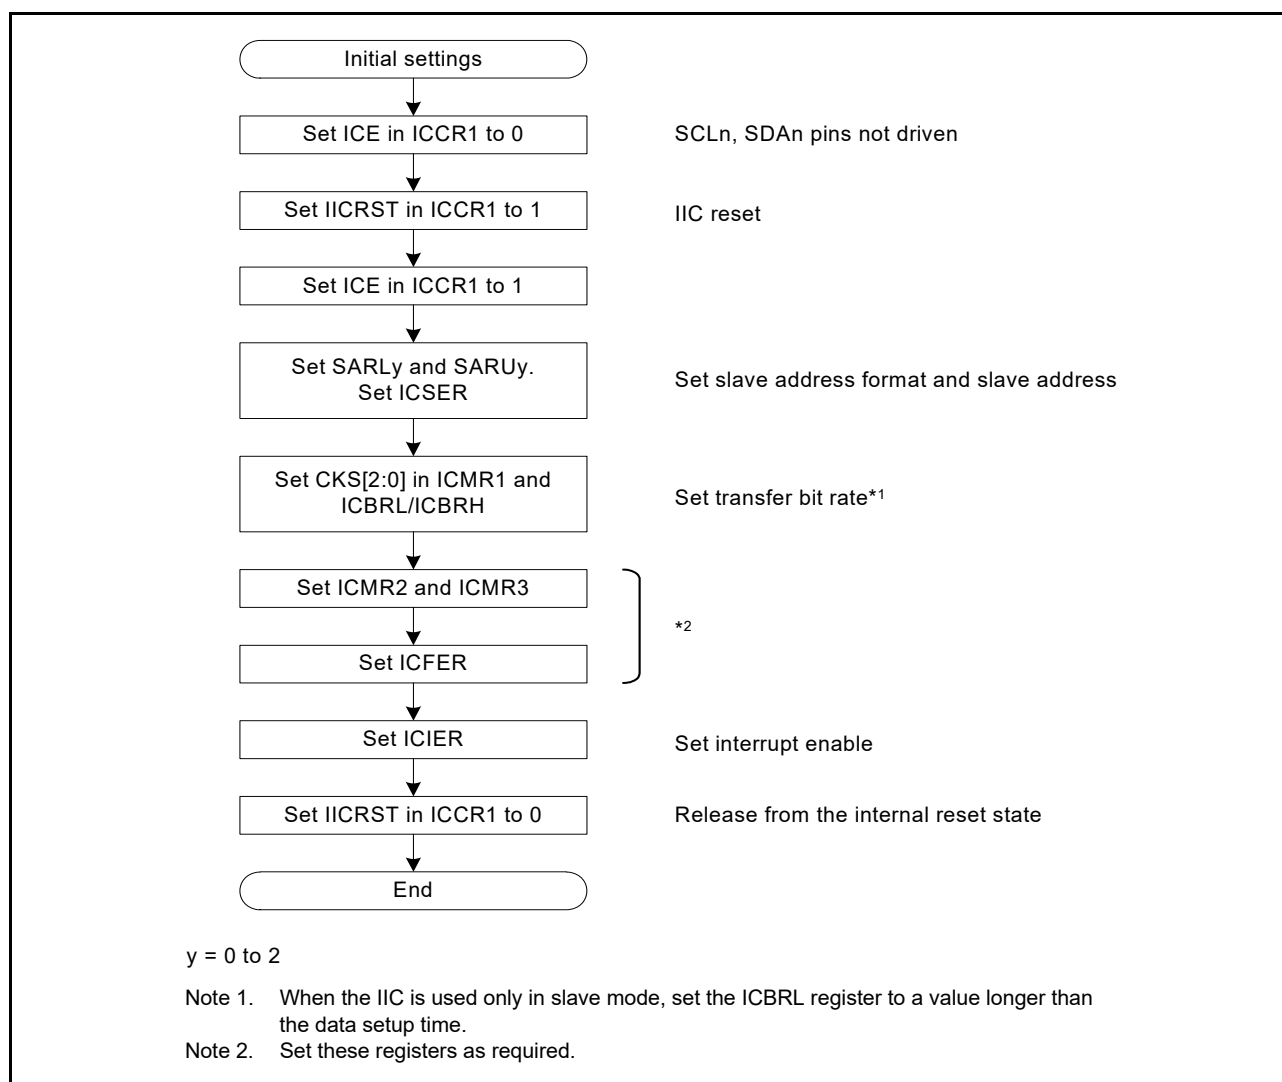 Initial settings
Set ICE in ICCR1 to 0
SCLn, SDAn pins not driven
Set IICRST in ICCR1 to 1
IIC reset
Set ICE in ICCR1 to 1
Set SARLy and SARUy.
Set ICSER
Set slave address format and slave address
Set CKS[2:0] in ICMR1 and
ICBRL/ICBRH
Set transfer bit rate*1
Set ICMR2 and ICMR3
*2
Set ICFER
Set ICIER
Set interrupt enable
Set IICRST in ICCR1 to 0
Release from the internal reset state
End
y = 0 to 2
Note 1. When the IIC is used only in slave mode, set the ICBRL register to a value longer than
the data setup time.
Note 2. Set these registers as required.